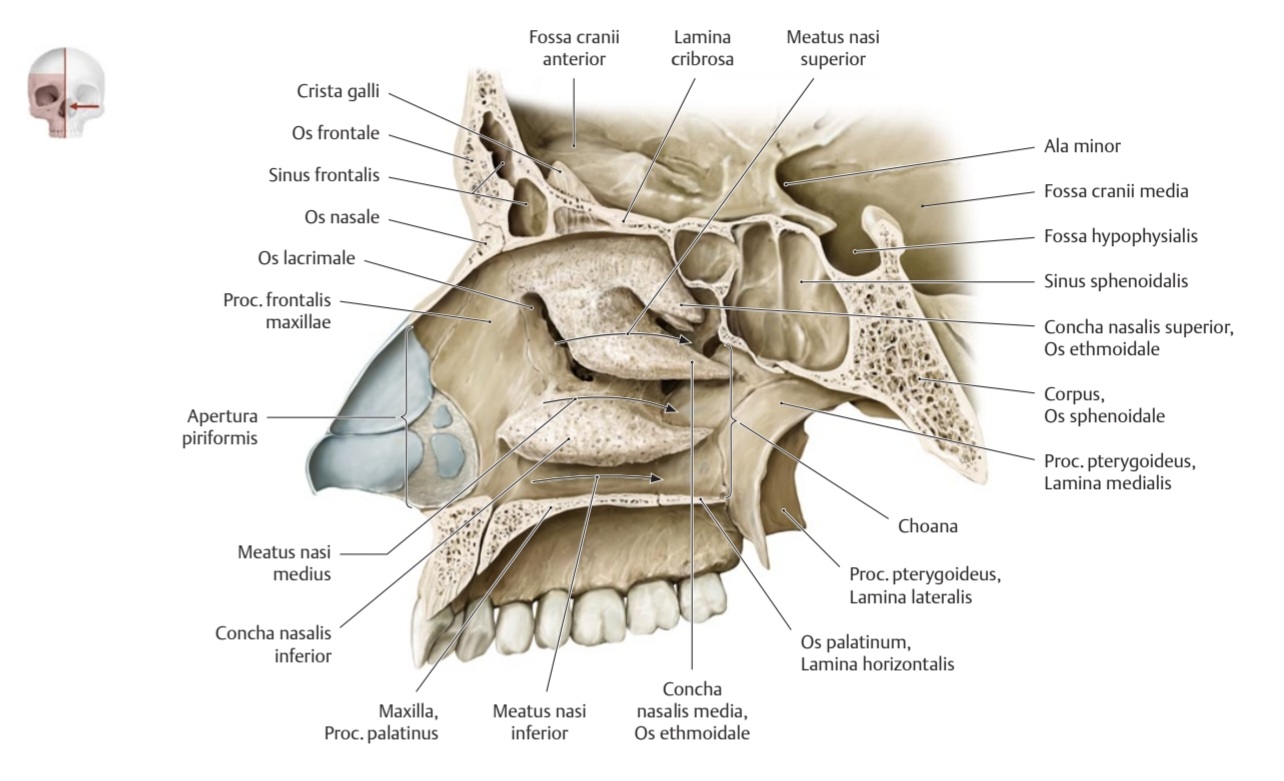 Fossa cranii
anterior
Lamina
cribrosa
Meatus nasi
superior
Crista galli
Os frontale
Sinus frontalis
Os nasale
Os lacrimale
Proc. frontalis
maxillae
Apertura
piriformis
Meatus nasi
medius
Concha nasalis
inferior
Maxilla,
Proc. palatinus
Meatus nasi
inferior
Concha
nasalis media,
Os ethmoidale
Ala minor
Fossa cranii media
Fossa hypophysialis
Sinus sphenoidalis
Concha nasalis superior,
Os ethmoidale
Corpus,
Os sphenoidale
Proc. pterygoideus,
Lamina medialis
Choana
Proc. pterygoideus,
Lamina lateralis
Os palatinum,
Lamina horizontalis